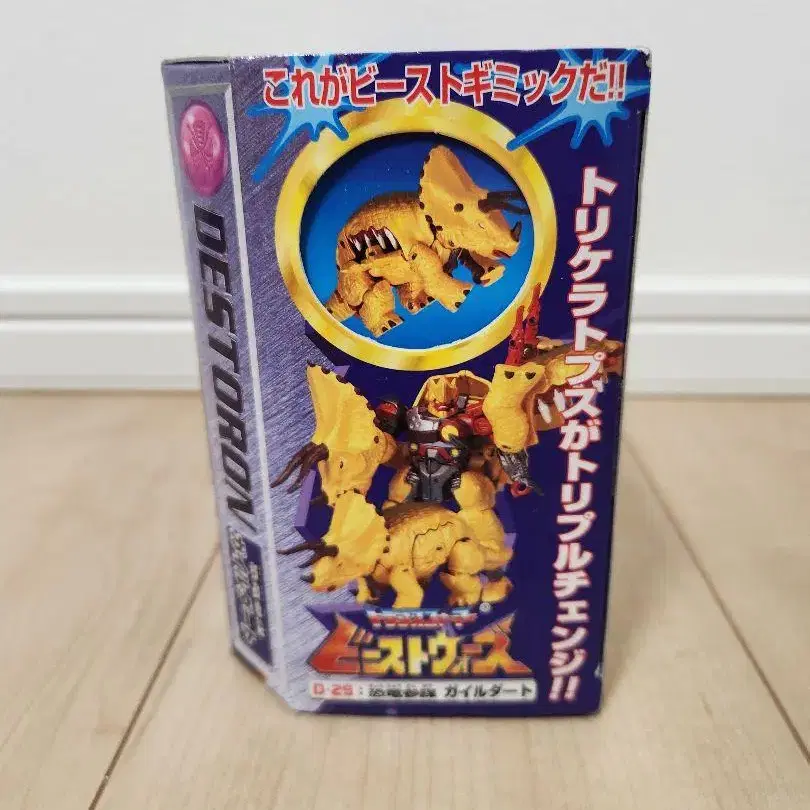 これがビーストギミックだ!!
トリケラトプスがトリプルチェンジ!!
DESTORON
トランスフォーマー®
ビーストウォーズ
D-29:恐竜参謀 ガイルダート